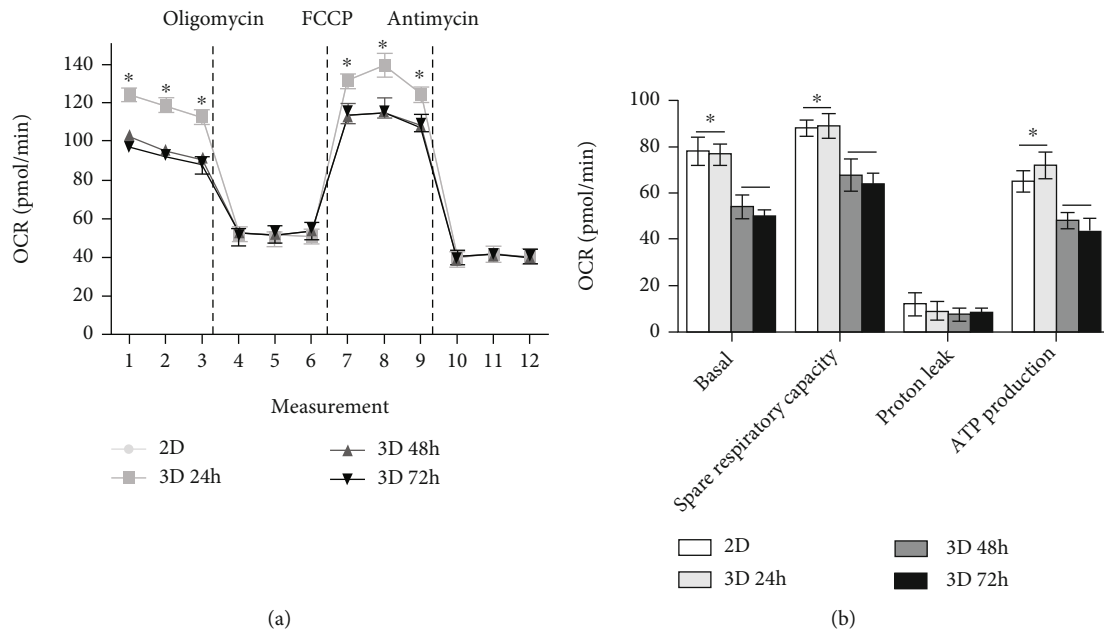 Oligomycin FCCP Antimycin
OCR (pmol/min)
140
120
100
80
60
40
20
0
* * * * * *
1 2 3 4 5 6 7 8 9 10 11 12
Measurement
2D
3D 24h
3D 48h
3D 72h
(a)
OCR (pmol/min)
100
80
60
40
20
0
* * *
Basal
Spare respiratory capacity
Proton leak
ATP production
2D
3D 24h
3D 48h
3D 72h
(b)